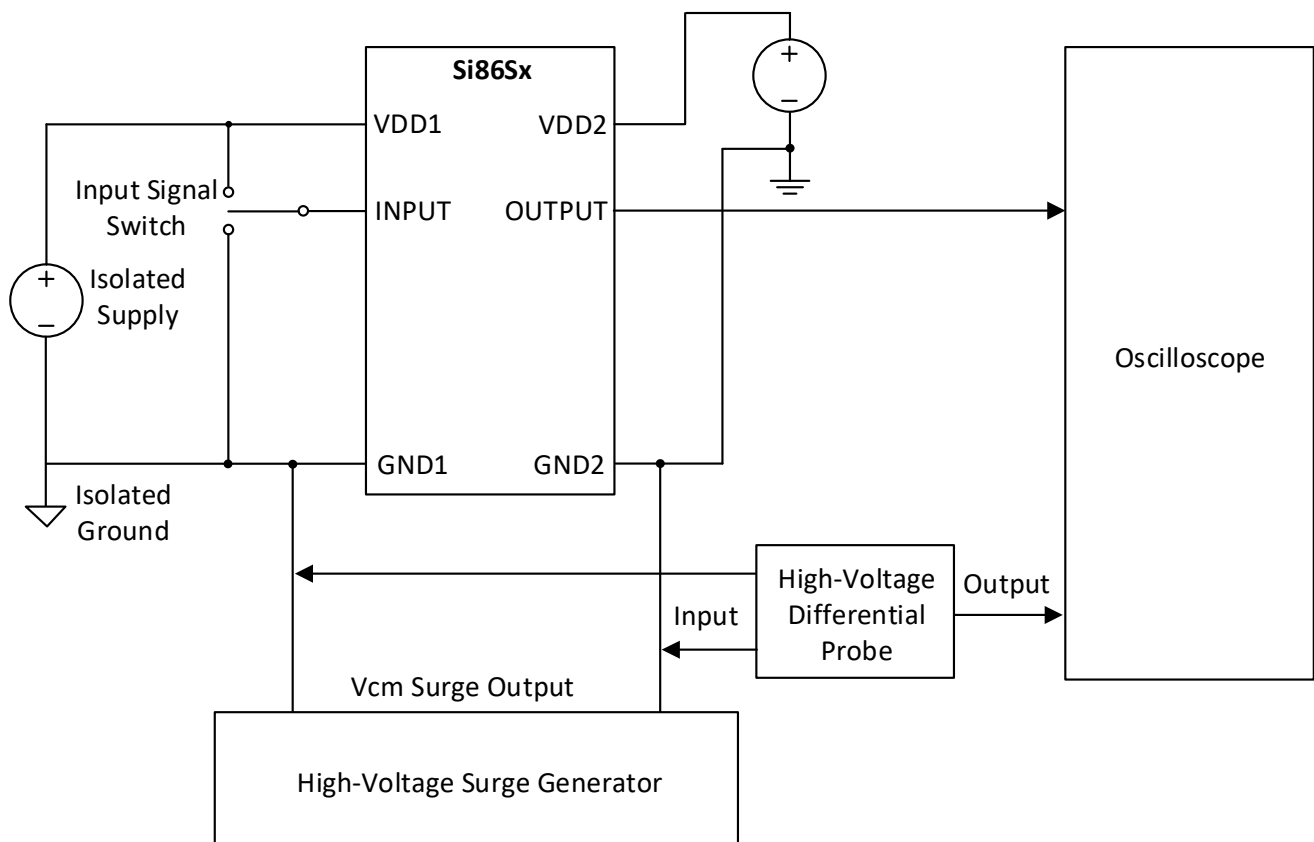 Si86Sx
VDD1
VDD2
+
−
Input Signal
Switch
INPUT
OUTPUT
+
−
Isolated
Supply
Oscilloscope
GND1
GND2
Isolated
Ground
High-Voltage
Differential
Probe
Input
Output
Vcm Surge Output
High-Voltage Surge Generator